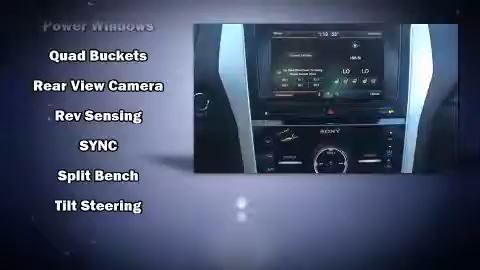 Power Windows
Quad Buckets
Rear View Camera
Rev Sensing
SYNC
Split Bench
Tilt Steering
LO LO
SONY